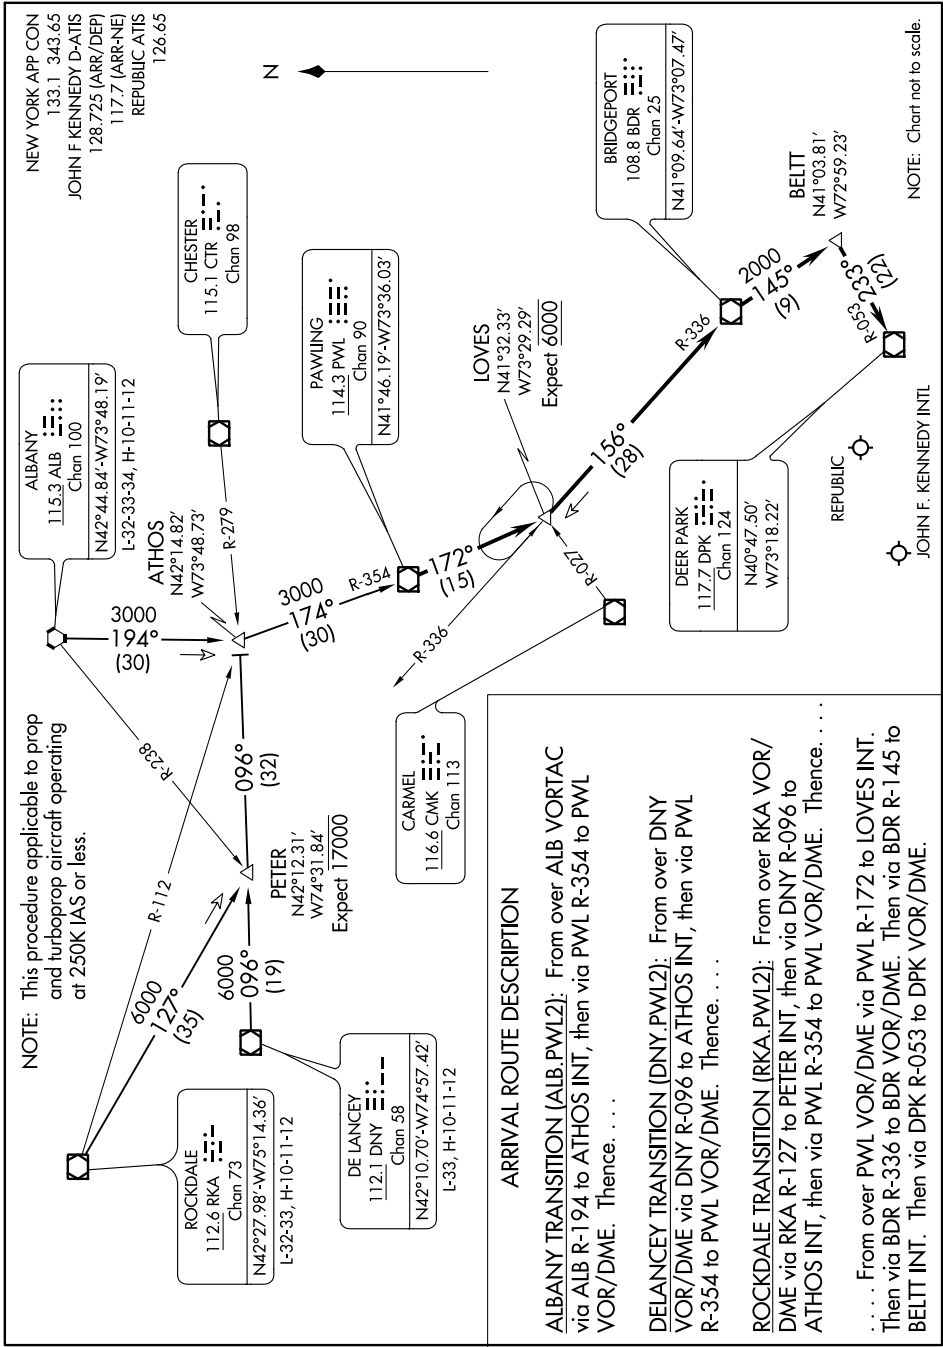 NEW YORK APP CON
133.1 343.65
JOHN F KENNEDY D-ATIS
128.725 (ARR/DEP)
117.7 (ARR-NE)
REPUBLIC ATIS
126.65
NOTE: This procedure applicable to prop
and turboprop aircraft operating
at 250K IAS or less.
ALBANY
115.3 ALB
Chan 100
N42°44.84'-W73°48.19'
L-32-33-34, H-10-11-12
CHESTER
115.1 CTR
Chan 98
N
ROCKDALE
112.6 RKA
Chan 73
N42°27.98'-W75°14.36'
L-32-33, H-10-11-12
R-112
6000
127°
(35)
R-238
3000
194°
(30)
ATHOS
N42°14.82'
W73°48.73'
R-279
DE LANCEY
112.1 DNY
Chan 58
N42°10.70'-W74°57.42'
L-33, H-10-11-12
6000
096°
(19)
PETER
N42°12.31'
W74°31.84'
Expect 17000
096°
(32)
3000
174°
(30)
R-354
PAWLING
114.3 PWL
Chan 90
N41°46.19'-W73°36.03'
172°
(15)
R-336
CARMEL
116.6 CMK
Chan 113
R-027
LOVES
N41°32.33'
W73°29.29'
Expect 6000
156°
(28)
R-336
BRIDGEPORT
108.8 BDR
Chan 25
N41°09.64'-W73°07.47'
2000
145°
(9)
BELTT
N41°03.81'
W72°59.23'
R-053
233°
(22)
DEER PARK
117.7 DPK
Chan 124
N40°47.50'
W73°18.22'
REPUBLIC
JOHN F. KENNEDY INTL
NOTE: Chart not to scale.
ARRIVAL ROUTE DESCRIPTION
ALBANY TRANSITION (ALB.PWL2): From over ALB VORTAC
via ALB R-194 to ATHOS INT, then via PWL R-354 to PWL
VOR/DME. Thence. . . .
DELANCEY TRANSITION (DNY.PWL2): From over DNY
VOR/DME via DNY R-096 to ATHOS INT, then via PWL
R-354 to PWL VOR/DME. Thence. . . .
ROCKDALE TRANSITION (RKA.PWL2): From over RKA VOR/
DME via RKA R-127 to PETER INT, then via DNY R-096 to
ATHOS INT, then via PWL R-354 to PWL VOR/DME. Thence. . . .
. . . . From over PWL VOR/DME via PWL R-172 to LOVES INT.
Then via BDR R-336 to BDR VOR/DME. Then via BDR R-145 to
BELTT INT. Then via DPK R-053 to DPK VOR/DME.